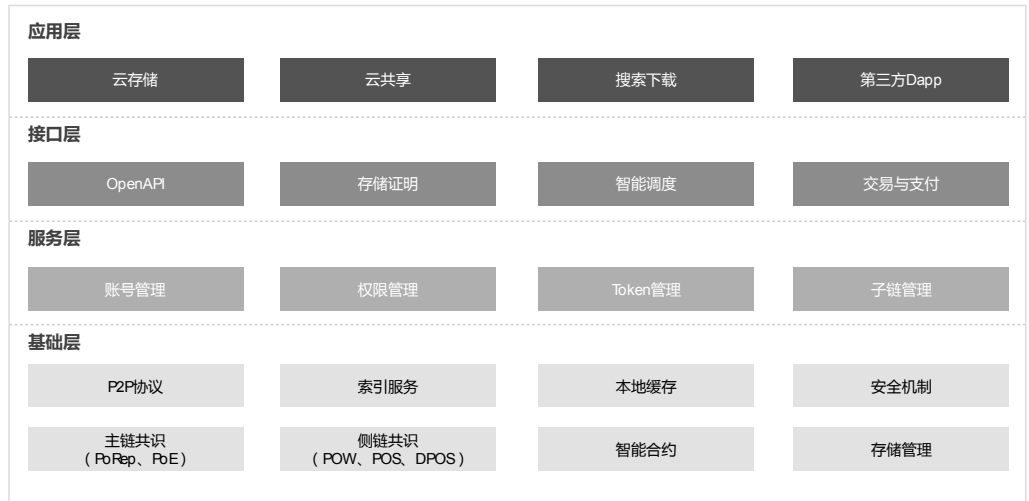 应用层
云存储
云共享
搜索下载
第三方Dapp
接口层
OpenAPI
存储证明
智能调度
交易与支付
服务层
账号管理
权限管理
Token管理
子链管理
基础层
P2P协议
索引服务
本地缓存
安全机制
主链共识
（PoRep、PoE）
侧链共识
（POW、POS、DPOS）
智能合约
存储管理